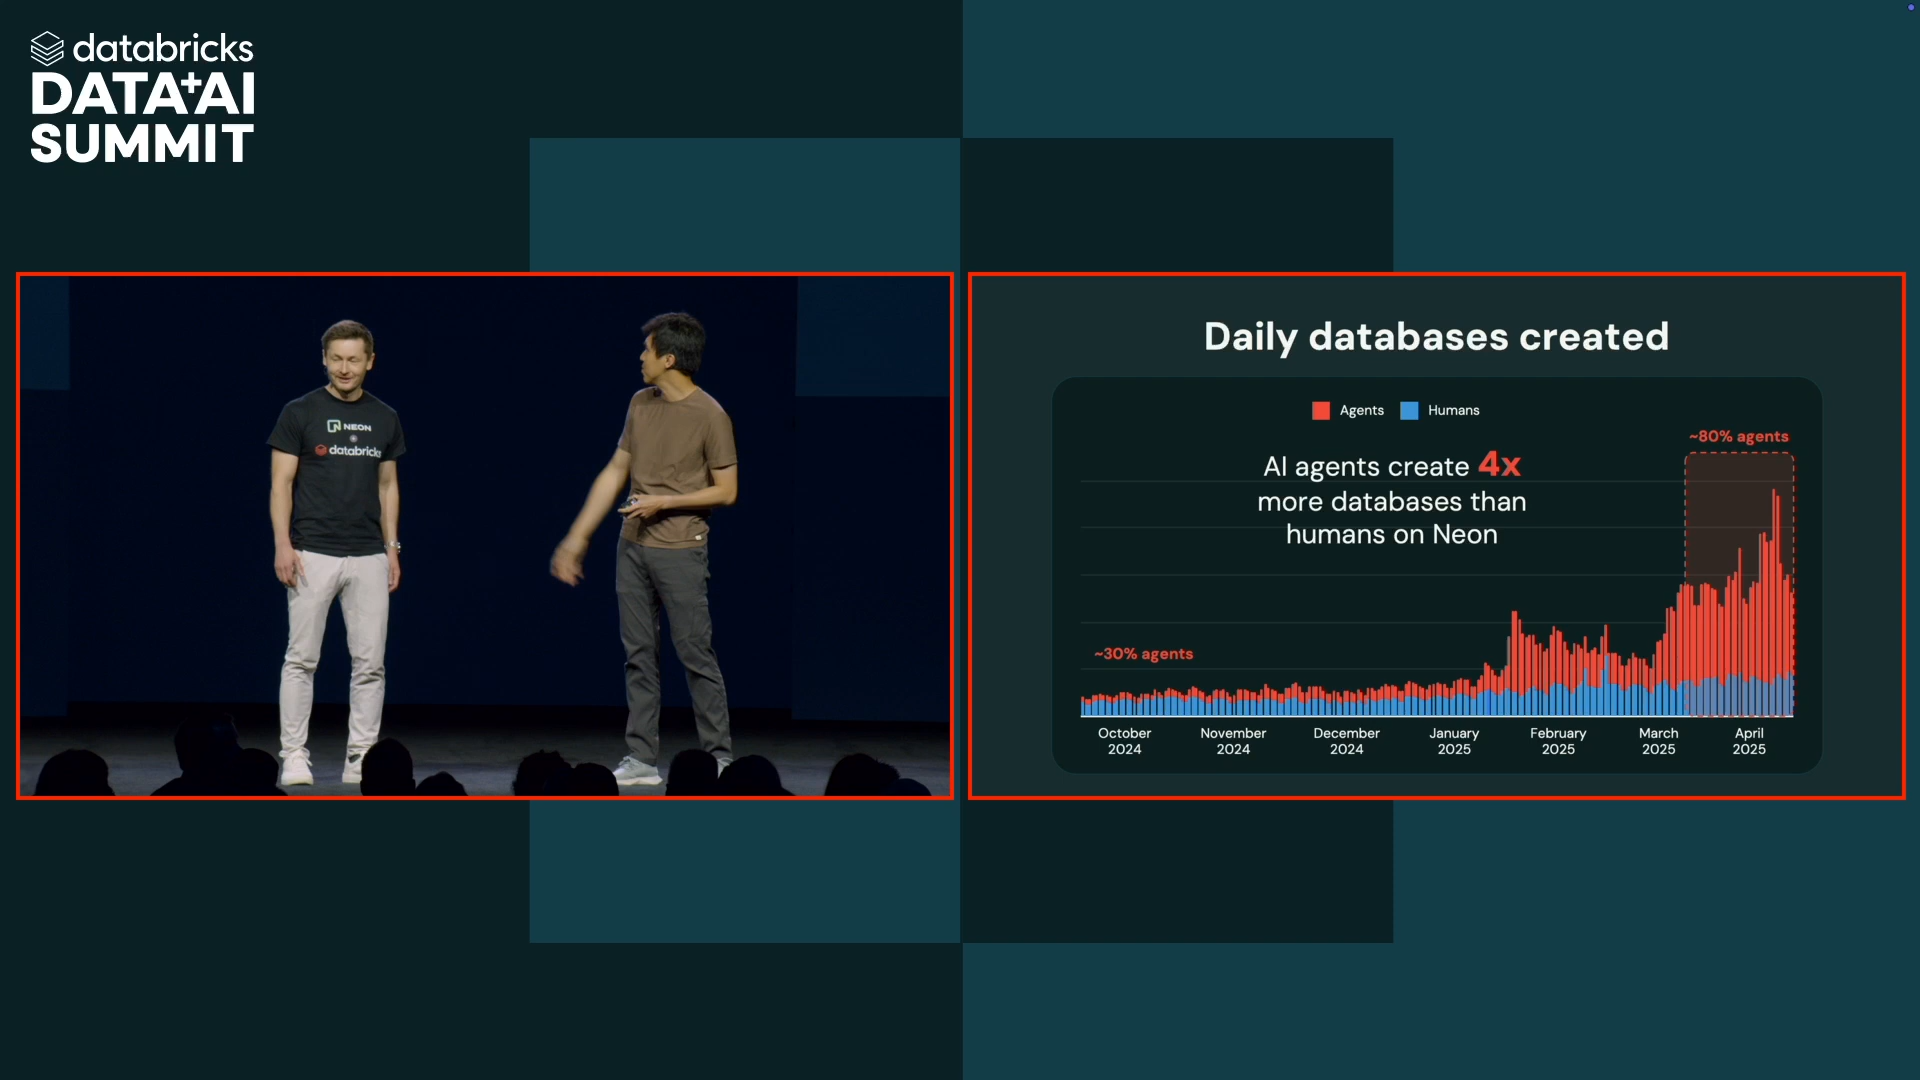 databricks
DATA+AI
SUMMIT
NEON
databricks
Daily databases created
Agents
Humans
~80% agents
AI agents create 4x
more databases than
humans on Neon
~30% agents
October
2024
November
2024
December
2024
January
2025
February
2025
March
2025
April
2025